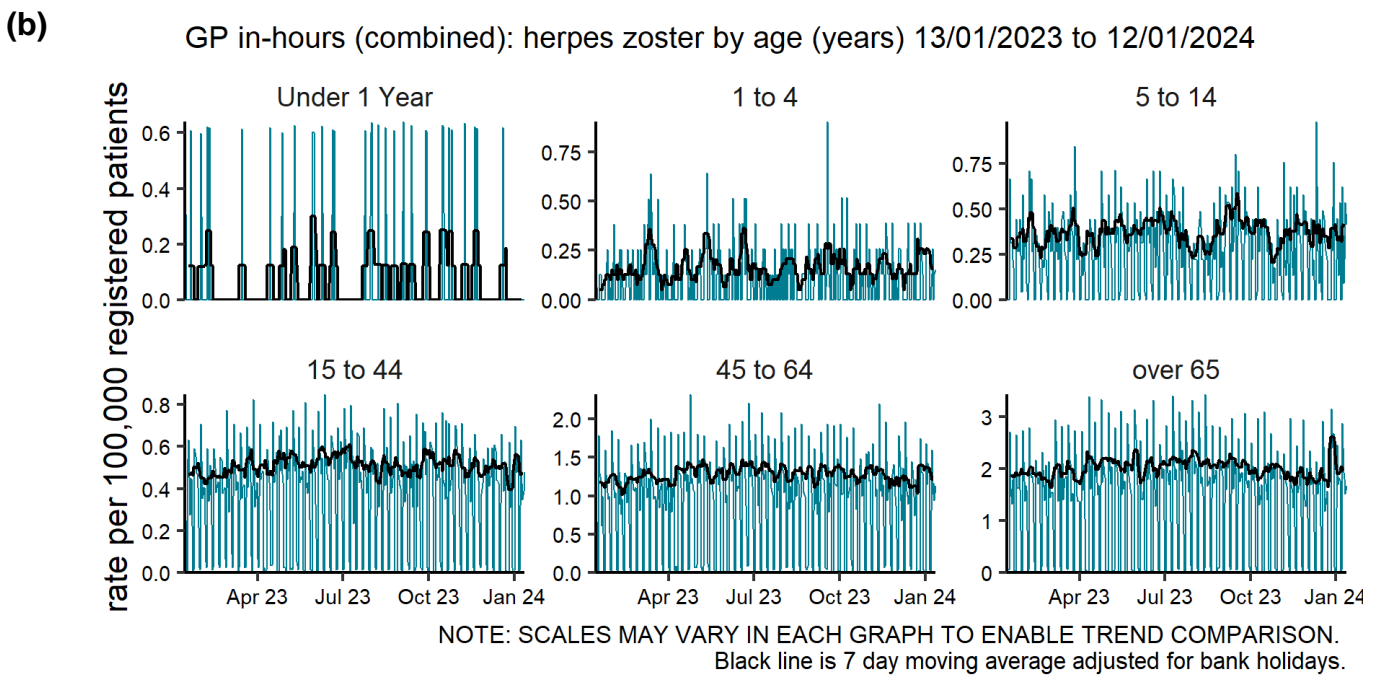 (b)
GP in-hours (combined): herpes zoster by age (years) 13/01/2023 to 12/01/2024
rate per 100,000 registered patients
Under 1 Year
0.6
0.4
0.2
0.0
1 to 4
0.75
0.50
0.25
0.00
5 to 14
0.75
0.50
0.25
0.00
15 to 44
0.8
0.6
0.4
0.2
0.0
Apr 23 Jul 23 Oct 23 Jan 24
45 to 64
2.0
1.5
1.0
0.5
0.0
Apr 23 Jul 23 Oct 23 Jan 24
over 65
3
2
1
0
Apr 23 Jul 23 Oct 23 Jan 24
NOTE: SCALES MAY VARY IN EACH GRAPH TO ENABLE TREND COMPARISON.
Black line is 7 day moving average adjusted for bank holidays.